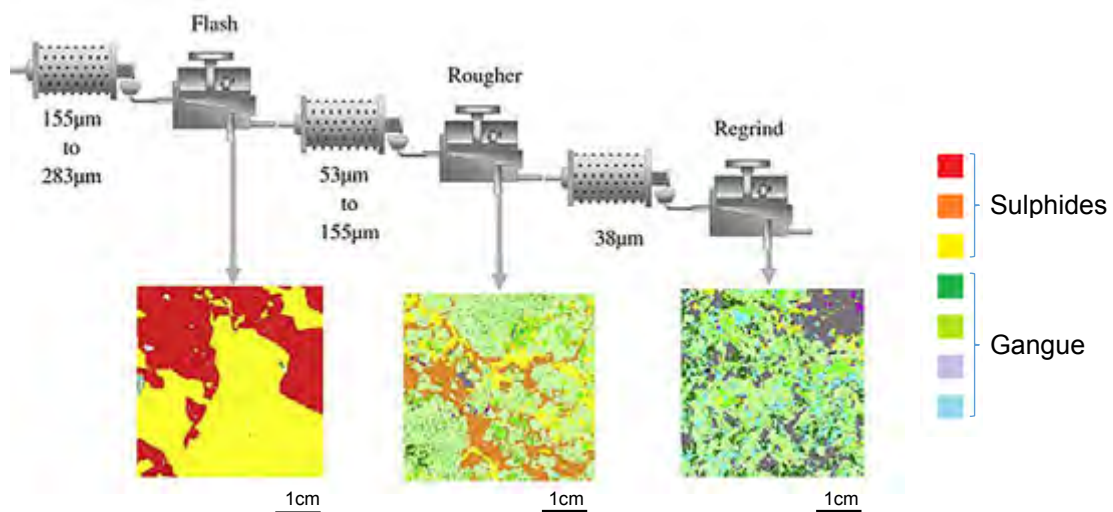 Flash
Rougher
Regrind
155µm
to
283µm
53µm
to
155µm
38µm
Sulphides
Gangue
1cm
1cm
1cm